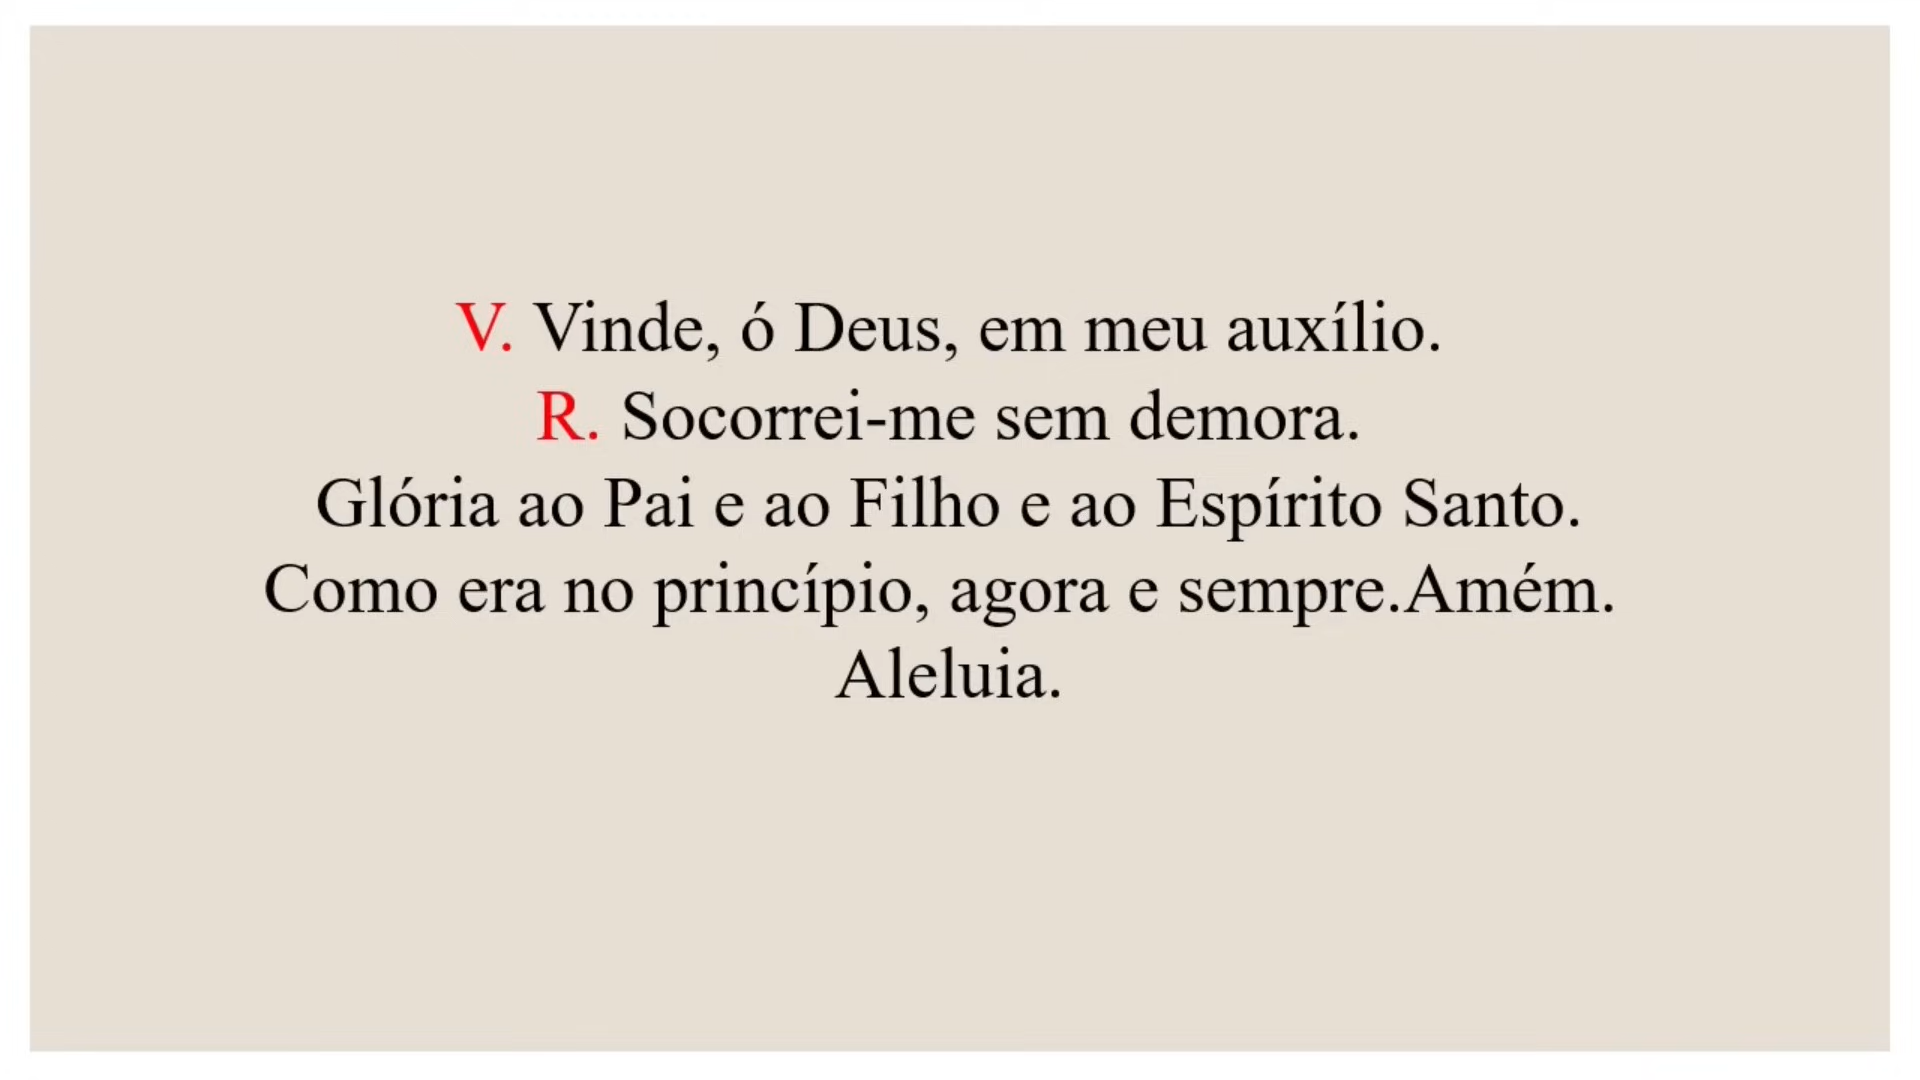 V. Vinde, ó Deus, em meu auxílio.
R. Socorrei-me sem demora.
Glória ao Pai e ao Filho e ao Espírito Santo.
Como era no princípio, agora e sempre.Amém.
Aleluia.